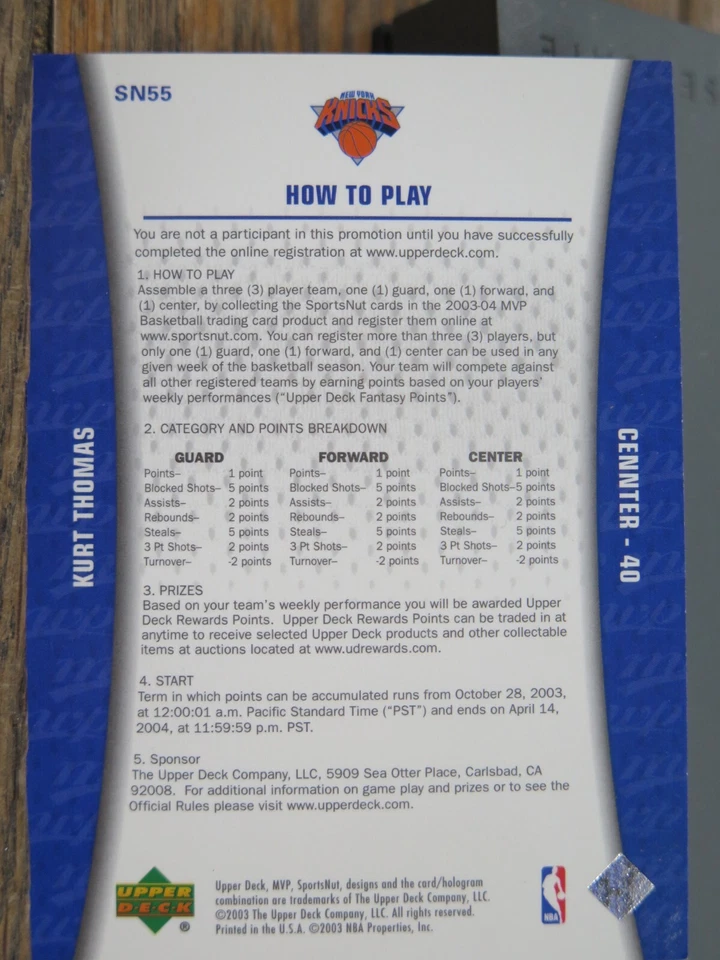 SN55
NEW YORK
KNICKS
HOW TO PLAY
You are not a participant in this promotion until you have successfully
completed the online registration at www.upperdeck.com.
1. HOW TO PLAY
Assemble a three (3) player team, one (1) guard, one (1) forward, and
(1) center, by collecting the SportsNut cards in the 2003-04 MVP
Basketball trading card product and register them online at
www.sportsnut.com. You can register more than three (3) players, but
only one (1) guard, one (1) forward, and (1) center can be used in any
given week of the basketball season. Your team will compete against
all other registered teams by earning points based on your players'
weekly performances ("Upper Deck Fantasy Points").
2. CATEGORY AND POINTS BREAKDOWN
GUARD FORWARD CENTER
Points– 1 point Points– 1 point Points– 1 point
Blocked Shots– 5 points Blocked Shots– 5 points Blocked Shots–5 points
Assists– 2 points Assists– 2 points Assists– 2 points
Rebounds– 2 points Rebounds– 2 points Rebounds– 2 points
Steals– 5 points Steals– 5 points Steals– 5 points
3 Pt Shots– 2 points 3 Pt Shots– 2 points 3 Pt Shots– 2 points
Turnover– -2 points Turnover– -2 points Turnover– -2 points
KURT THOMAS
CENNTER - 40
3. PRIZES
Based on your team's weekly performance you will be awarded Upper
Deck Rewards Points. Upper Deck Rewards Points can be traded in at
anytime to receive selected Upper Deck products and other collectable
items at auctions located at www.udrewards.com.
4. START
Term in which points can be accumulated runs from October 28, 2003,
at 12:00:01 a.m. Pacific Standard Time ("PST") and ends on April 14,
2004, at 11:59:59 p.m. PST.
5. Sponsor
The Upper Deck Company, LLC, 5909 Sea Otter Place, Carlsbad, CA
92008. For additional information on game play and prizes or to see the
Official Rules please visit www.upperdeck.com.
UPPER
DECK
®
Upper Deck, MVP, SportsNut, designs and the card/hologram
combination are trademarks of The Upper Deck Company, LLC.
©2003 The Upper Deck Company, LLC. All rights reserved.
Printed in the U.S.A. ©2003 NBA Properties, Inc.
NBA